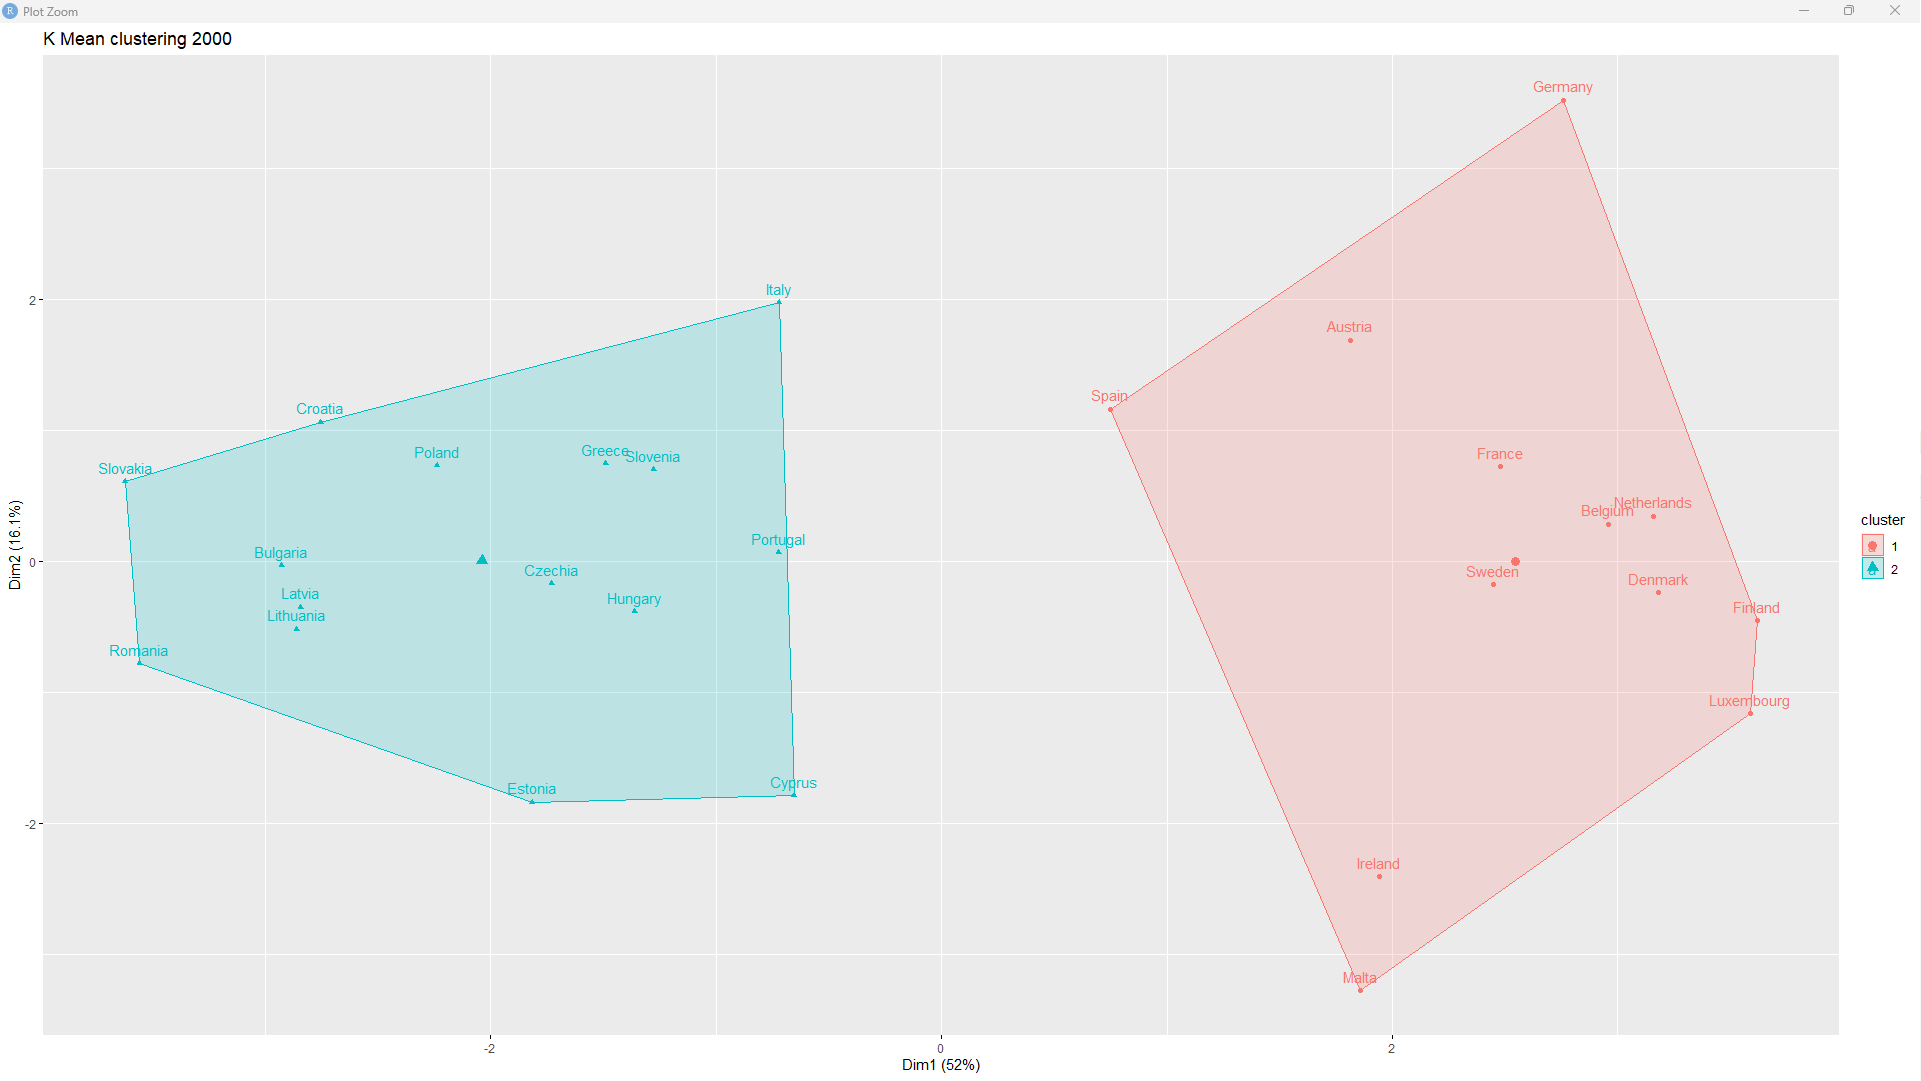 Plot Zoom
K Mean clustering 2000
Germany
Italy
Austria
Spain
Croatia
Poland
Greece
Slovenia
France
Slovakia
Netherlands
Belgium
Portugal
Bulgaria
Czechia
Sweden
Denmark
Latvia
Hungary
Finland
Lithuania
Romania
Luxembourg
Cyprus
Estonia
Ireland
Malta
2
0
-2
Dim2 (16.1%)
-2
0
2
Dim1 (52%)
cluster
a 1
a 2